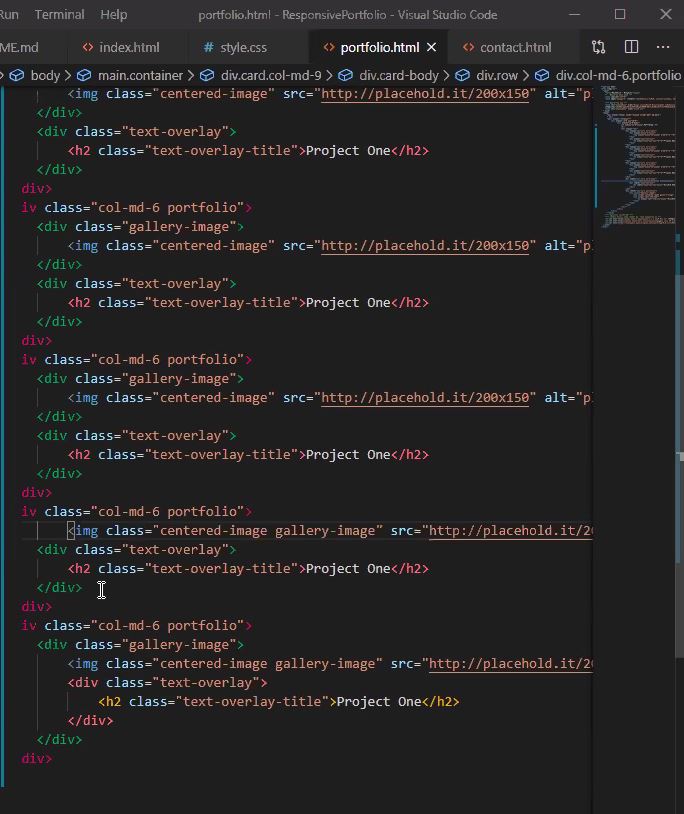 Run Terminal Help portfolio.html - ResponsivePortfolio - Visual Studio Code
ME.md <> index.html # style.css <> portfolio.html <> contact.html
body > main.container > div.card.col-md-9 > div.card-body > div.row > div.col-md-6.portfolio
<img class="centered-image" src="http://placehold.it/200x150" alt="pl
</div>
<div class="text-overlay">
<h2 class="text-overlay-title">Project One</h2>
</div>
div>
iv class="col-md-6 portfolio">
<div class="gallery-image">
<img class="centered-image" src="http://placehold.it/200x150" alt="pl
</div>
<div class="text-overlay">
<h2 class="text-overlay-title">Project One</h2>
</div>
div>
iv class="col-md-6 portfolio">
<div class="gallery-image">
<img class="centered-image" src="http://placehold.it/200x150" alt="pl
</div>
<div class="text-overlay">
<h2 class="text-overlay-title">Project One</h2>
</div>
div>
iv class="col-md-6 portfolio">
<img class="centered-image gallery-image" src="http://placehold.it/20
<div class="text-overlay">
<h2 class="text-overlay-title">Project One</h2>
</div>
div>
iv class="col-md-6 portfolio">
<div class="gallery-image">
<img class="centered-image gallery-image" src="http://placehold.it/20
<div class="text-overlay">
<h2 class="text-overlay-title">Project One</h2>
</div>
</div>
div>